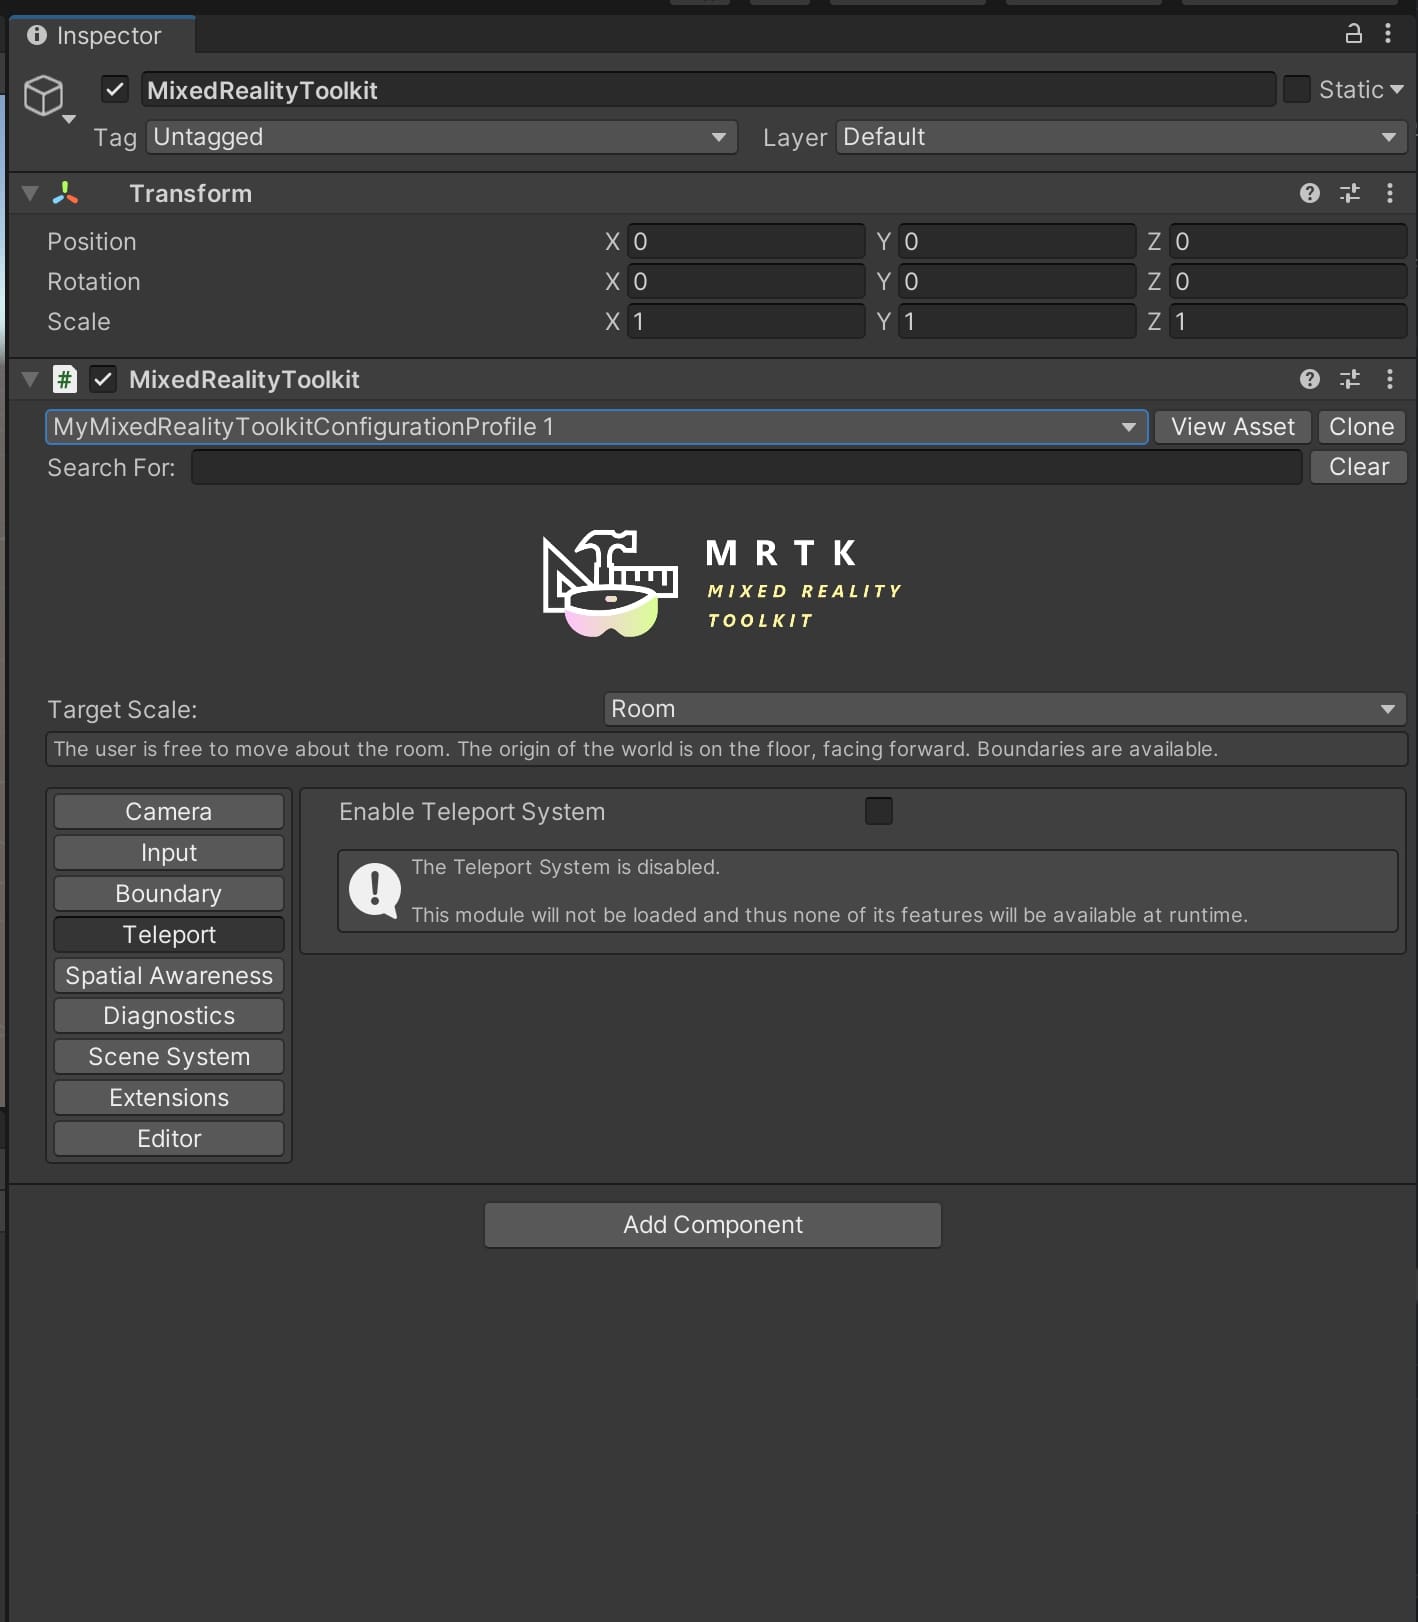 Inspector
MixedRealityToolkit Static
Tag Untagged Layer Default
Transform
Position X 0 Y 0 Z 0
Rotation X 0 Y 0 Z 0
Scale X 1 Y 1 Z 1
# MixedRealityToolkit
MyMixedRealityToolkitConfigurationProfile 1 View Asset Clone
Search For: Clear
MRTK
MIXED REALITY
TOOLKIT
Target Scale: Room
The user is free to move about the room. The origin of the world is on the floor, facing forward. Boundaries are available.
Camera
Input
Boundary
Teleport
Spatial Awareness
Diagnostics
Scene System
Extensions
Editor
Enable Teleport System
The Teleport System is disabled.
This module will not be loaded and thus none of its features will be available at runtime.
Add Component